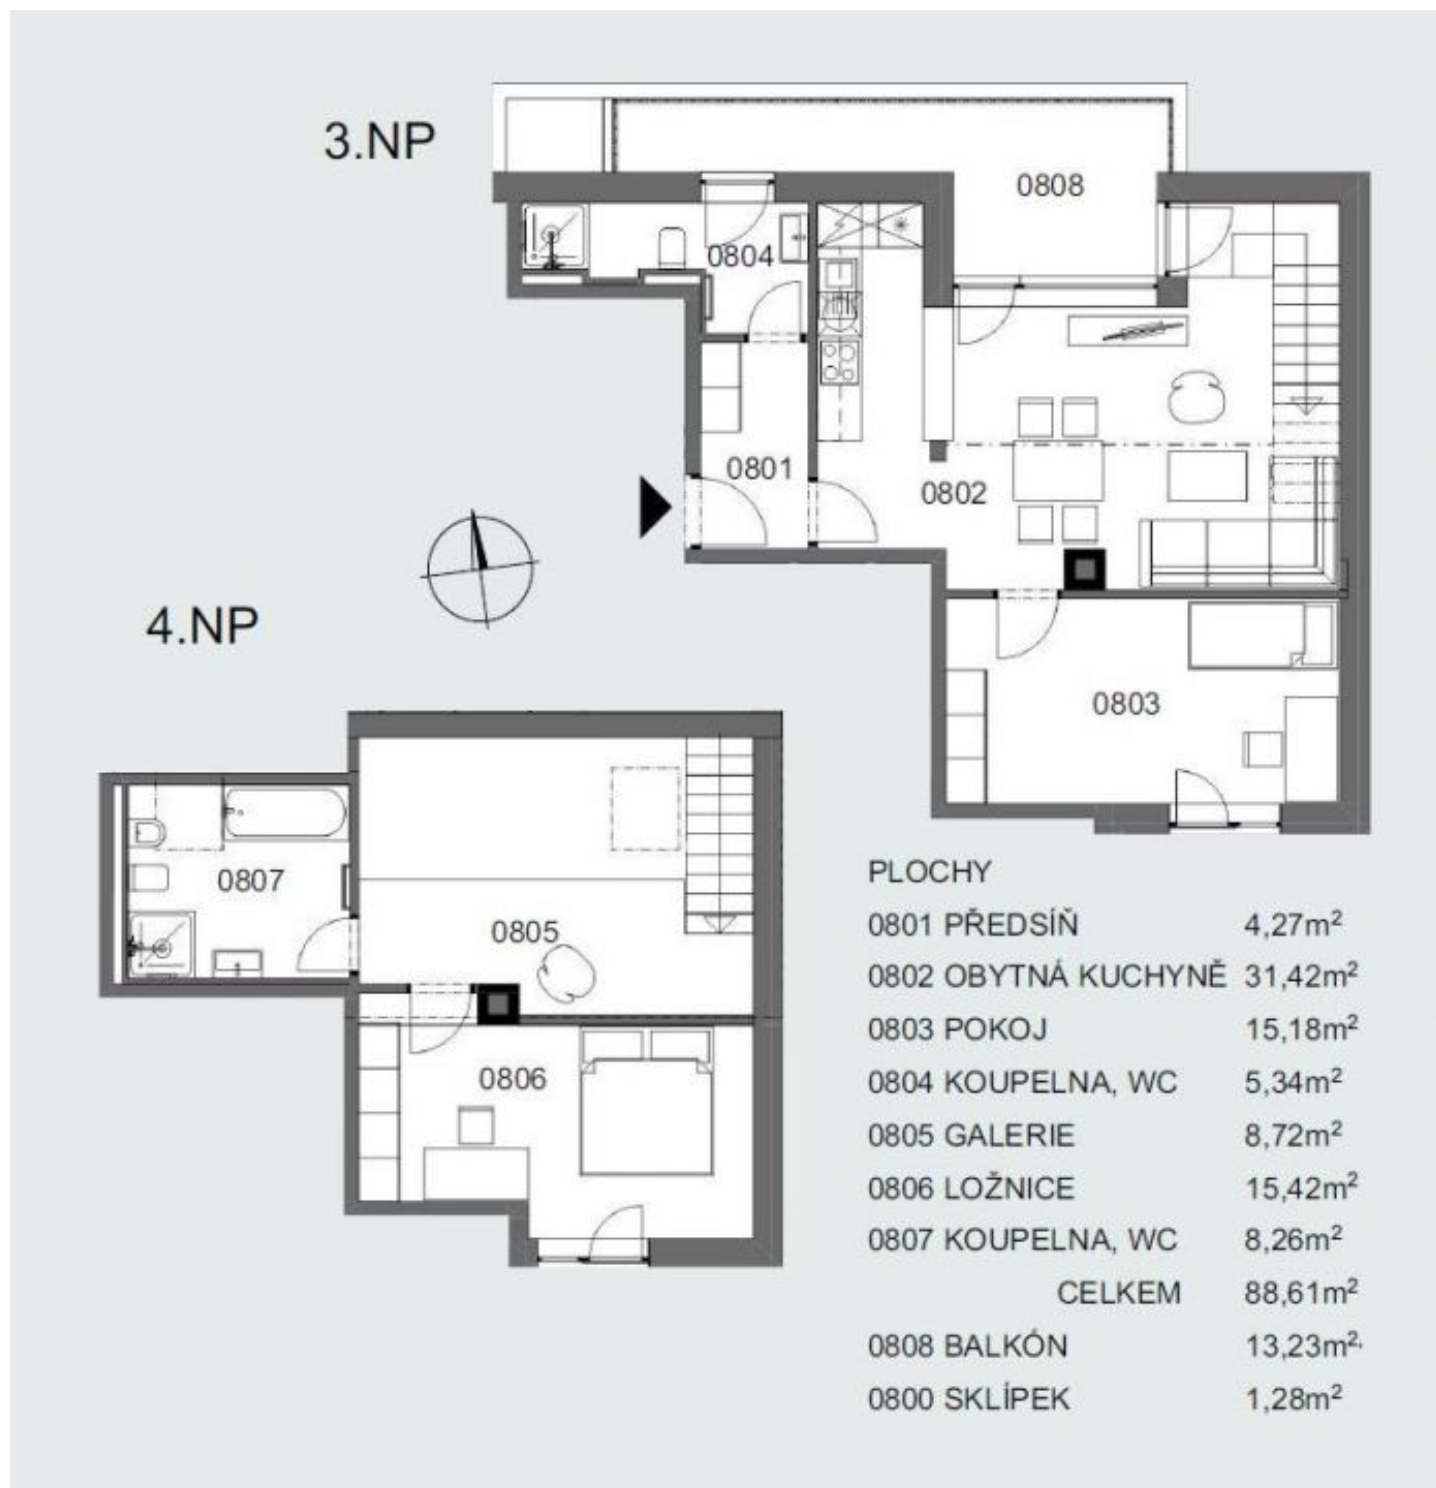 3.NP
0808
0804
0801
0802
4.NP
0803
0807
0805
0806
PLOCHY
0801 PŘEDSÍŇ 4,27m²
0802 OBYTNÁ KUCHYNĚ 31,42m²
0803 POKOJ 15,18m²
0804 KOUPELNA, WC 5,34m²
0805 GALERIE 8,72m²
0806 LOŽNICE 15,42m²
0807 KOUPELNA, WC 8,26m²
CELKEM 88,61m²
0808 BALKÓN 13,23m²,
0800 SKLÍPEK 1,28m²